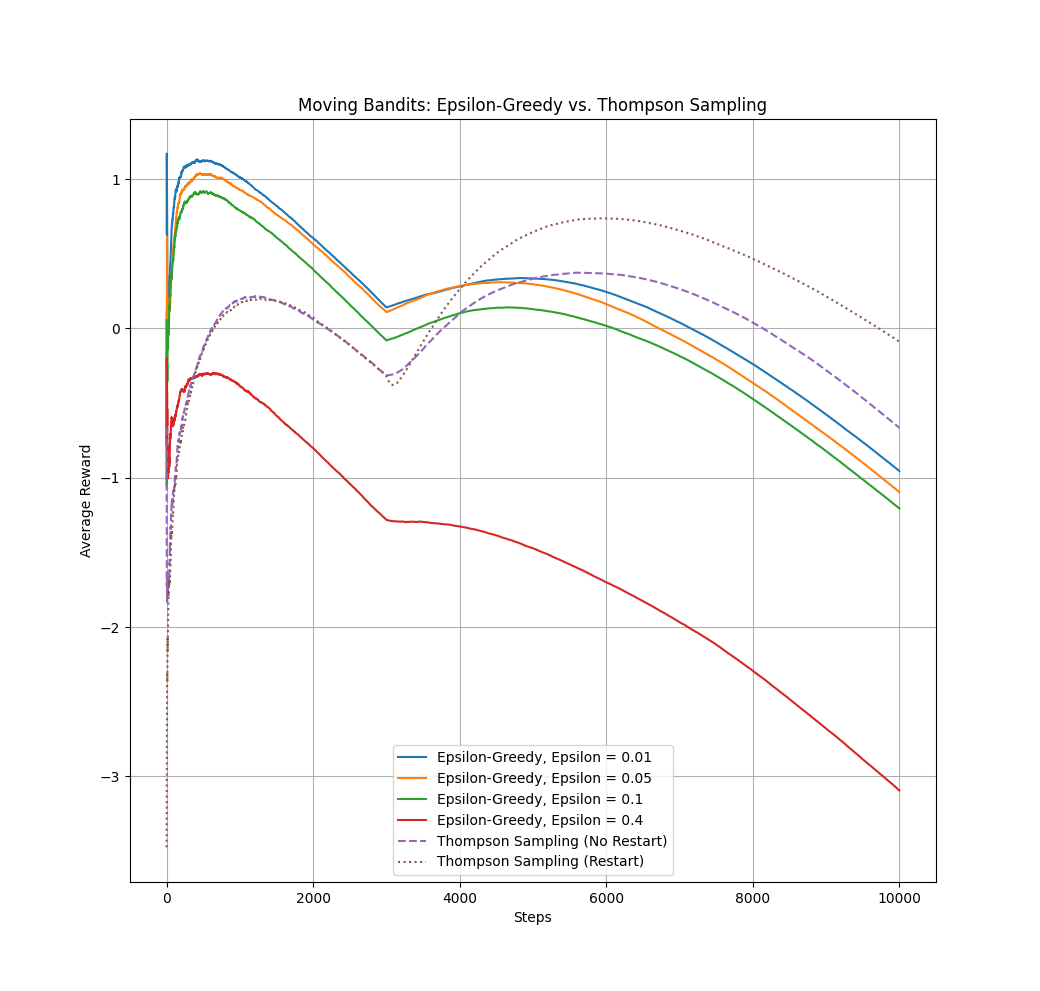 Moving Bandits: Epsilon-Greedy vs. Thompson Sampling
Average Reward
1
0
−1
−2
−3
Epsilon-Greedy, Epsilon = 0.01
Epsilon-Greedy, Epsilon = 0.05
Epsilon-Greedy, Epsilon = 0.1
Epsilon-Greedy, Epsilon = 0.4
Thompson Sampling (No Restart)
Thompson Sampling (Restart)
0 2000 4000 6000 8000 10000
Steps